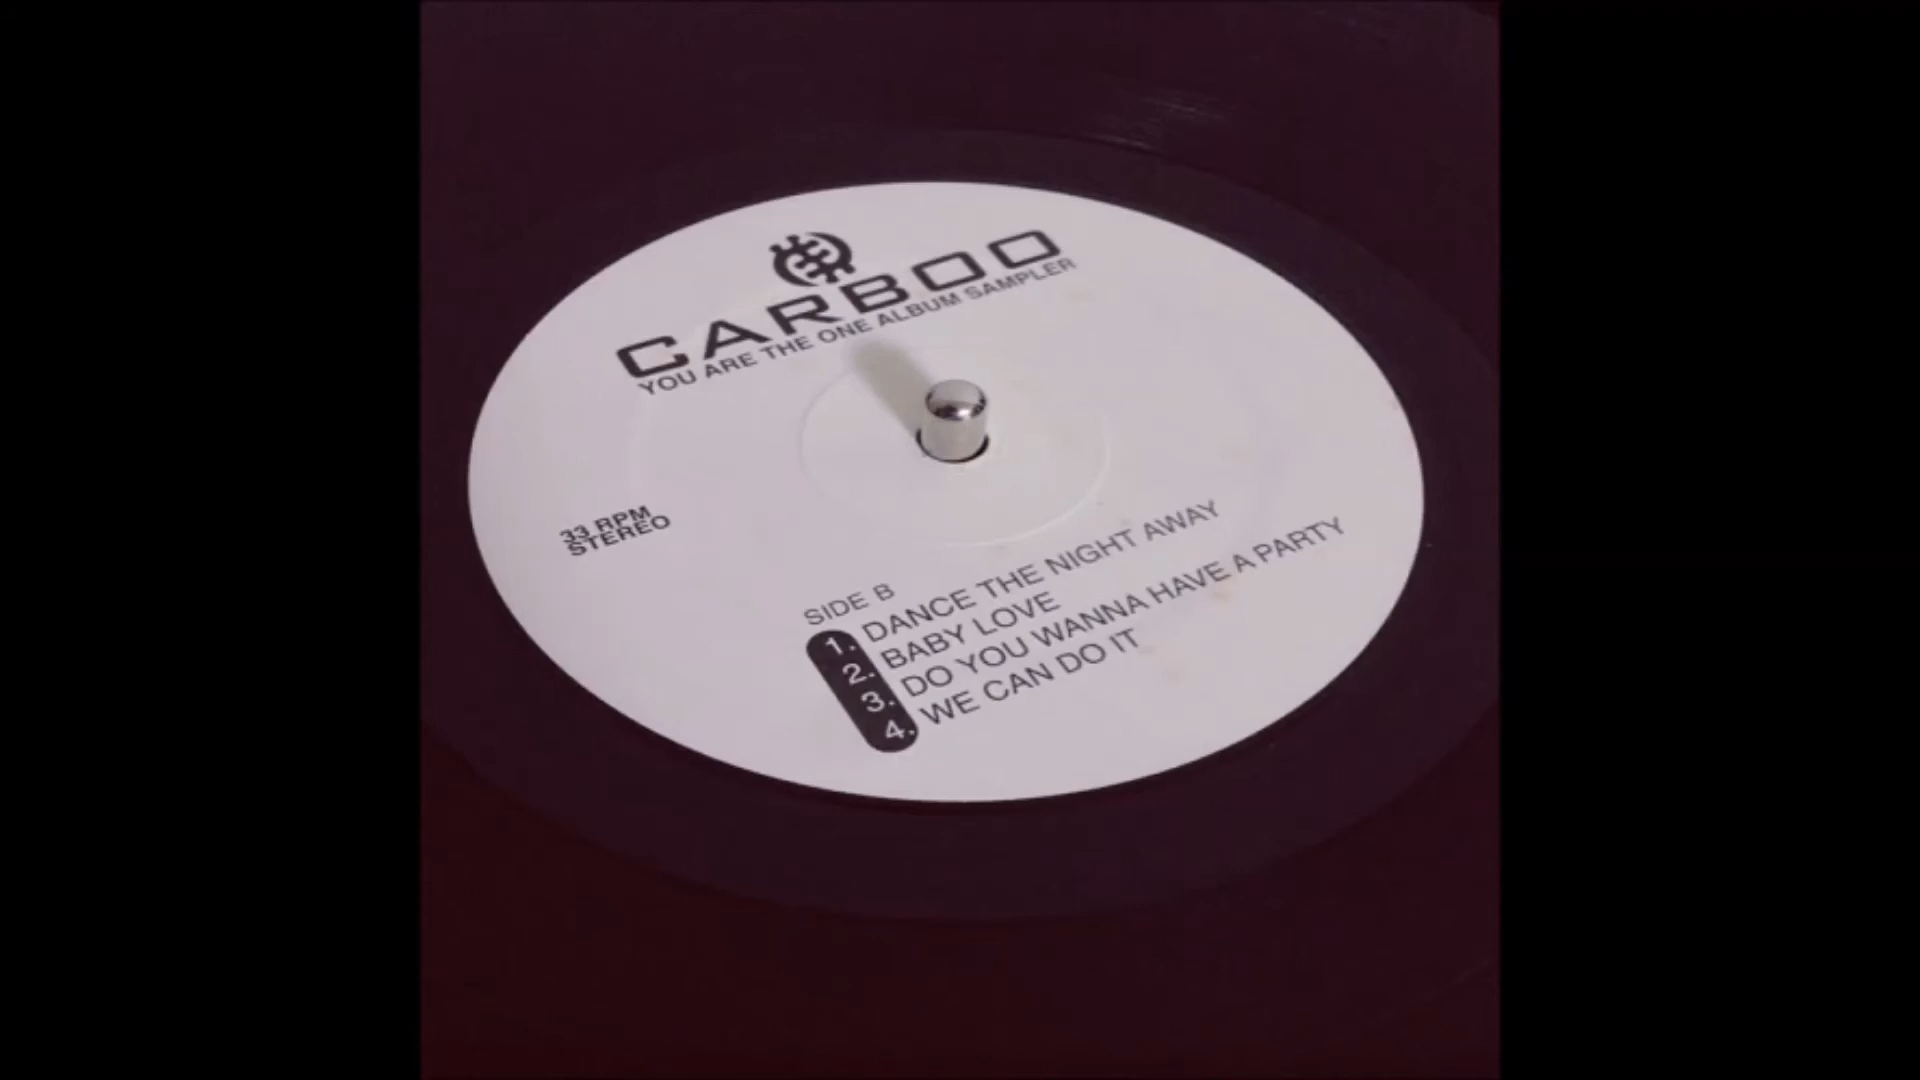 CARBOO
YOU ARE THE ONE ALBUM SAMPLER
33 RPM
STEREO
SIDE B
1. DANCE THE NIGHT AWAY
2. BABY LOVE
3. DO YOU WANNA HAVE A PARTY
4. WE CAN DO IT